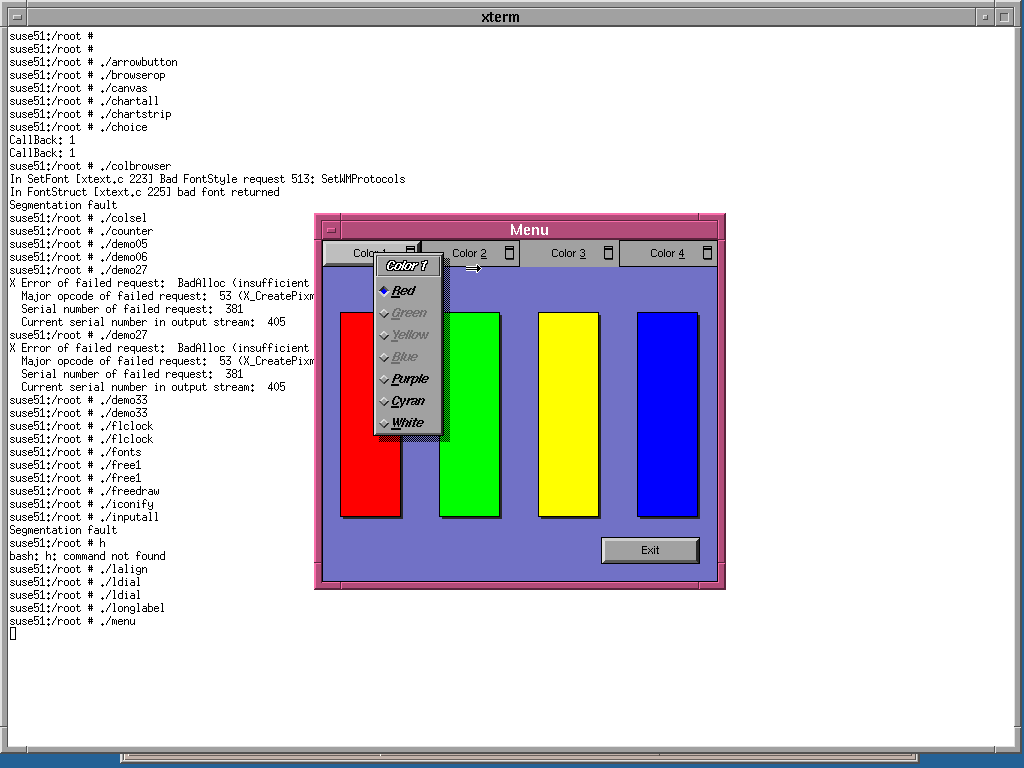 xterm
suse51:/root #
suse51:/root #
suse51:/root # ./arrowbutton
suse51:/root # ./browserop
suse51:/root # ./canvas
suse51:/root # ./chartall
suse51:/root # ./chartstrip
suse51:/root # ./choice
CallBack: 1
CallBack: 1
suse51:/root # ./colbrowser
In SetFont [xtext.c 223] Bad FontStyle request 513: SetWMProtocols
In FontStruct [xtext.c 225] bad font returned
Segmentation fault
suse51:/root # ./colsel
suse51:/root # ./counter
suse51:/root # ./demo05
suse51:/root # ./demo06
suse51:/root # ./demo27
X Error of failed request:  BadAlloc (insufficient
  Major opcode of failed request:  53 (X_CreatePixm
  Serial number of failed request:  381
  Current serial number in output stream:  405
suse51:/root # ./demo27
X Error of failed request:  BadAlloc (insufficient
  Major opcode of failed request:  53 (X_CreatePixm
  Serial number of failed request:  381
  Current serial number in output stream:  405
suse51:/root # ./demo33
suse51:/root # ./demo33
suse51:/root # ./flclock
suse51:/root # ./flclock
suse51:/root # ./fonts
suse51:/root # ./free1
suse51:/root # ./free1
suse51:/root # ./freedraw
suse51:/root # ./iconify
suse51:/root # ./inputall
Segmentation fault
suse51:/root # h
bash: h: command not found
suse51:/root # ./lalign
suse51:/root # ./ldial
suse51:/root # ./ldial
suse51:/root # ./longlabel
suse51:/root # ./menu
Menu
Color 1 Color 2 Color 3 Color 4
Color 1
Red
Green
Yellow
Blue
Purple
Cyran
White
Exit